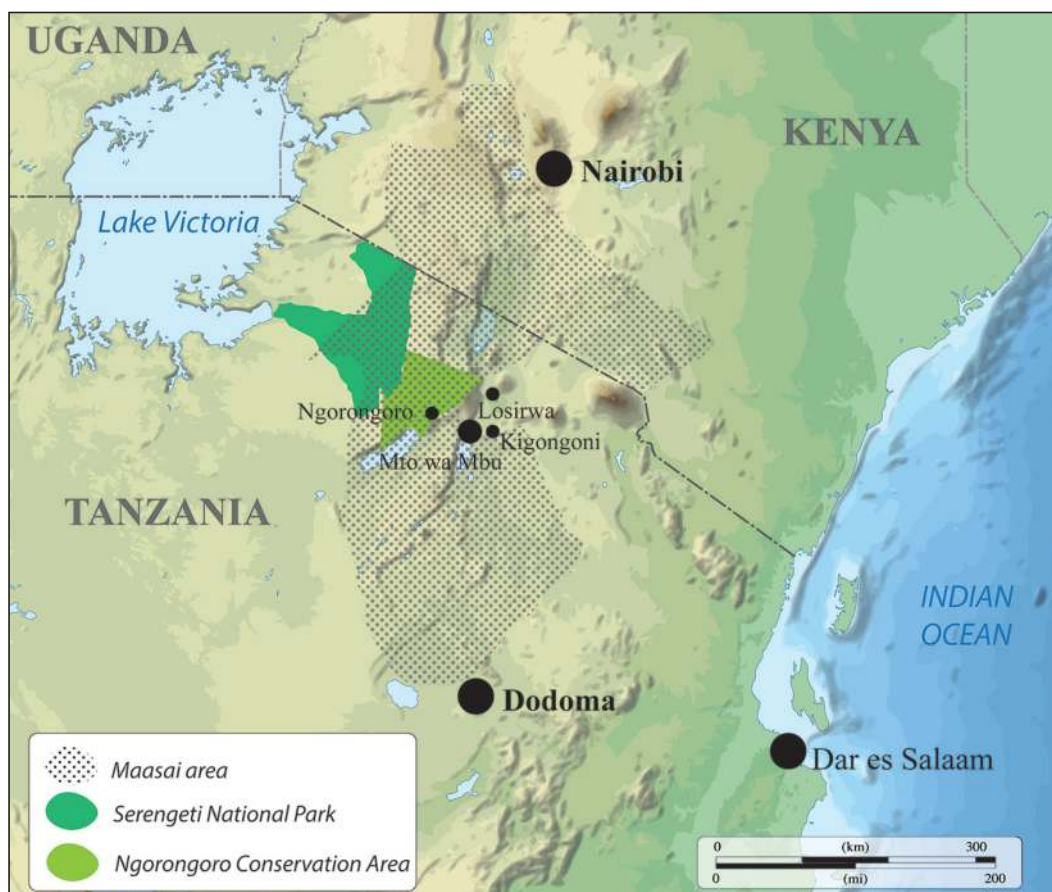 UGANDA
KENYA
Nairobi
Lake Victoria
Ngorongoro
Losirwa
Kigongoni
Mto wa Mbu
TANZANIA
INDIAN
OCEAN
Dodoma
Dar es Salaam
Maasai area
Serengeti National Park
Ngorongoro Conservation Area
0 (km) 300
0 (mi) 200